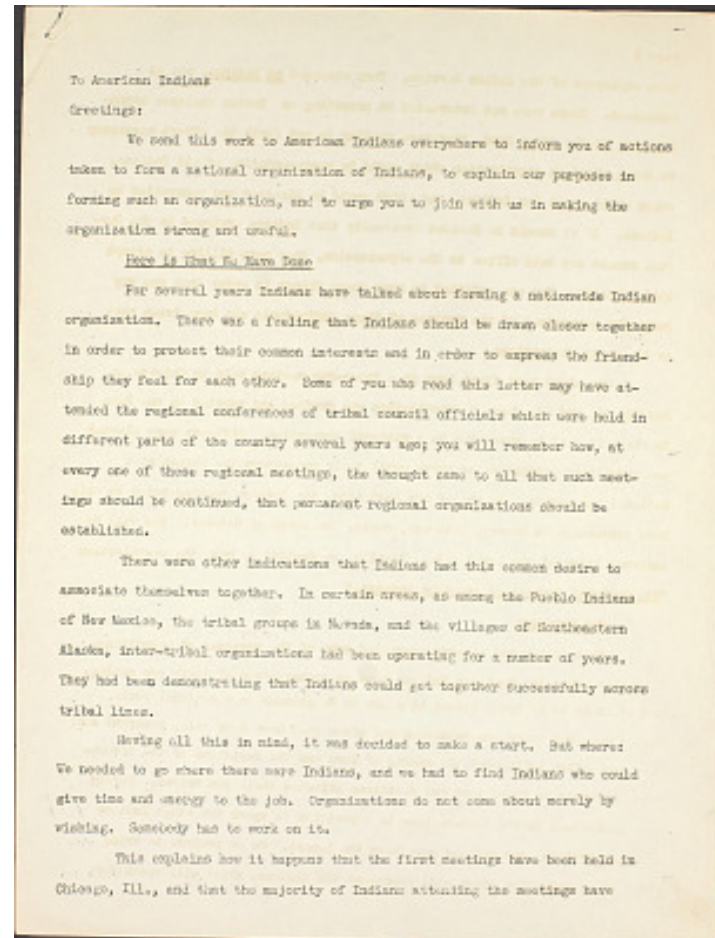 To American Indians
Greetings:
We send this work to American Indians everywhere to inform you of actions
taken to form a national organization of Indians, to explain our purposes in
forming such an organization, and to urge you to join with us in making the
organization strong and useful.
Here is What We Have Done
For several years Indians have talked about forming a nationwide Indian
organization. There was a feeling that Indians should be drawn closer together
in order to protect their common interests and in order to express the friend-
ship they feel for each other. Some of you who read this letter may have at-
tended the regional conferences of tribal council officials which were held in
different parts of the country several years ago; you will remember how, at
every one of those regional meetings, the thought came to all that such meet-
ings should be continued, that permanent regional organizations should be
established.
There were other indications that Indians had this common desire to
associate themselves together. In certain areas, as among the Pueblo Indians
of New Mexico, the tribal groups in Nevada, and the villages of Southeastern
Alaska, inter-tribal organizations had been operating for a number of years.
They had been demonstrating that Indians could get together successfully across
tribal lines.
Having all this in mind, it was decided to make a start. But where:
We needed to go where there were Indians, and we had to find Indians who could
give time and energy to the job. Organizations do not come about merely by
wishing. Somebody has to work on it.
This explains how it happens that the first meetings have been held in
Chicago, Ill., and that the majority of Indians attending the meetings have